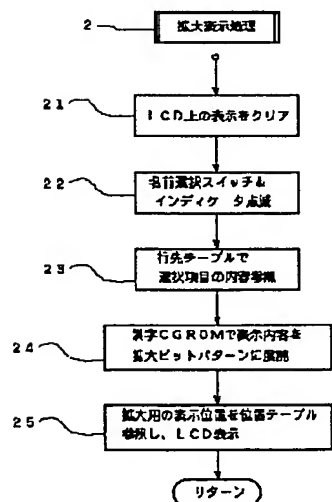 2
拡大表示処理
21
LCD上の表示をクリア
22
名前選択スイッチ&
インディケータ点滅
23
行先テーブルで
選択項目の内容参照
24
漢字CGROMで表示内容を
拡大ビットパターンに展開
25
拡大用の表示位置を位置テーブル
参照し、LCD表示
リターン